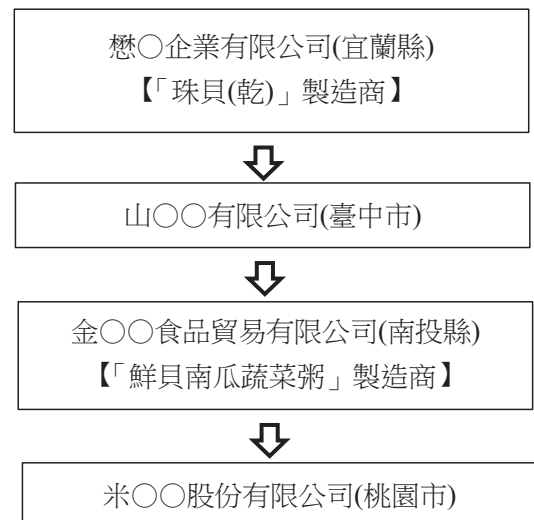 懋○企業有限公司(宜蘭縣)
【「珠貝(乾)」製造商】
山○○有限公司(臺中市)
金○○食品貿易有限公司(南投縣)
【「鮮貝南瓜蔬菜粥」製造商】
米○○股份有限公司(桃園市)